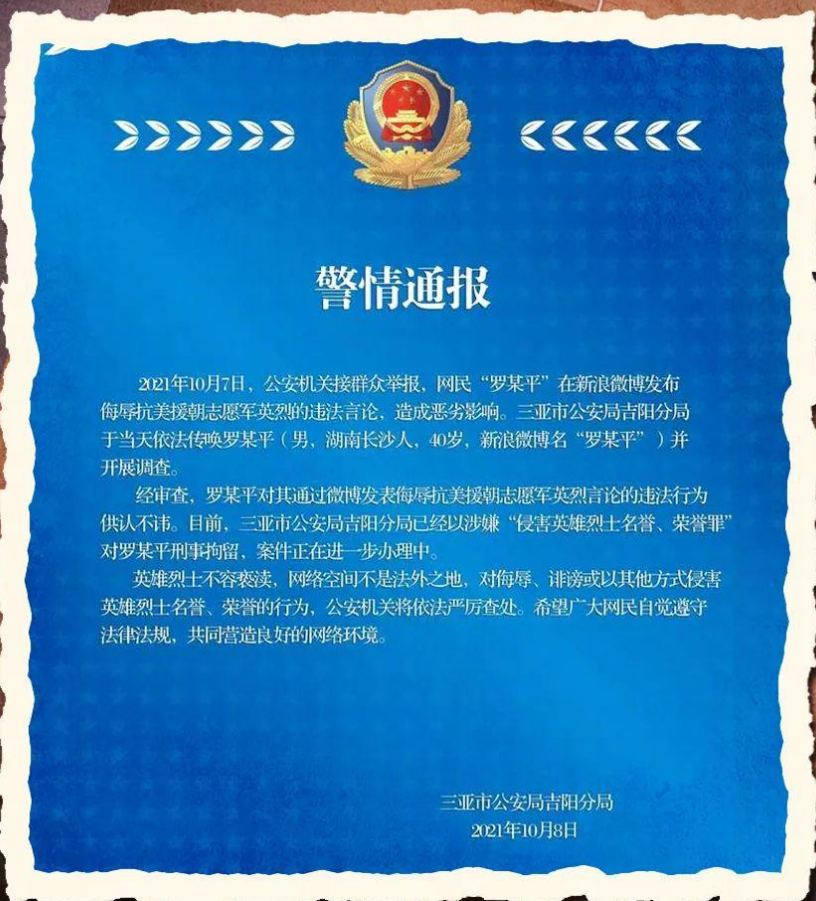 警情通报
2021年10月7日，公安机关接群众举报，网民“罗某平”在新浪微博发布
侮辱抗美援朝志愿军英烈的违法言论，造成恶劣影响。三亚市公安局吉阳分局
于当天依法传唤罗某平（男，湖南长沙人，40岁，新浪微博名“罗某平”）并
开展调查。
经审查，罗某平对其通过微博发表侮辱抗美援朝志愿军英烈言论的违法行为
供认不讳。目前，三亚市公安局吉阳分局已经以涉嫌“侵害英雄烈士名誉、荣誉罪”
对罗某平刑事拘留，案件正在进一步办理中。
英雄烈士不容亵渎，网络空间不是法外之地，对侮辱、诽谤或以其他方式侵害
英雄烈士名誉、荣誉的行为，公安机关将依法严厉查处。希望广大网民自觉遵守
法律法规，共同营造良好的网络环境。
三亚市公安局吉阳分局
2021年10月8日